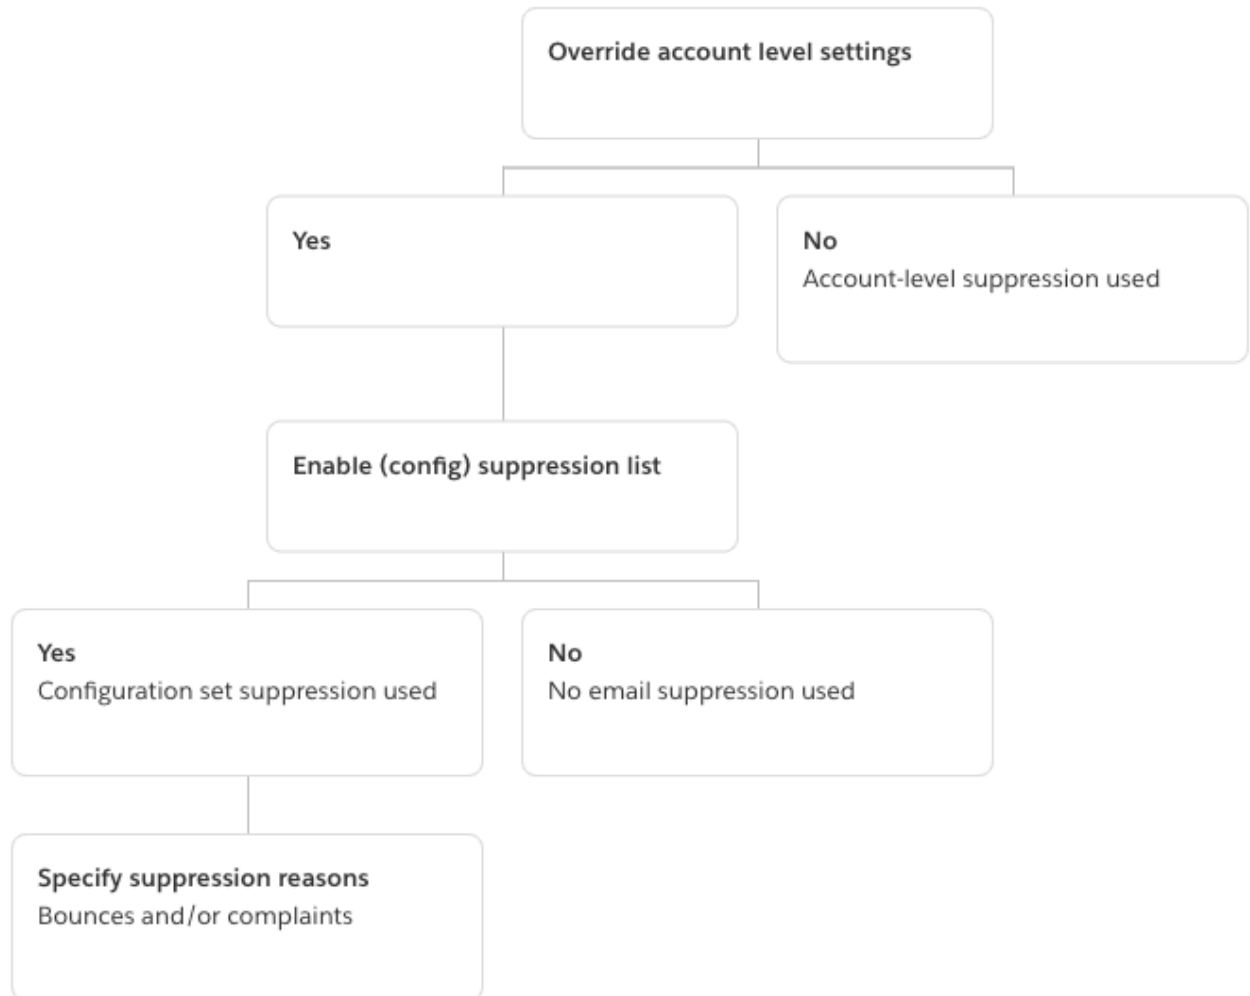 Override account level settings
Yes
No
Account-level suppression used
Enable (config) suppression list
Yes
Configuration set suppression used
No
No email suppression used
Specify suppression reasons
Bounces and/or complaints